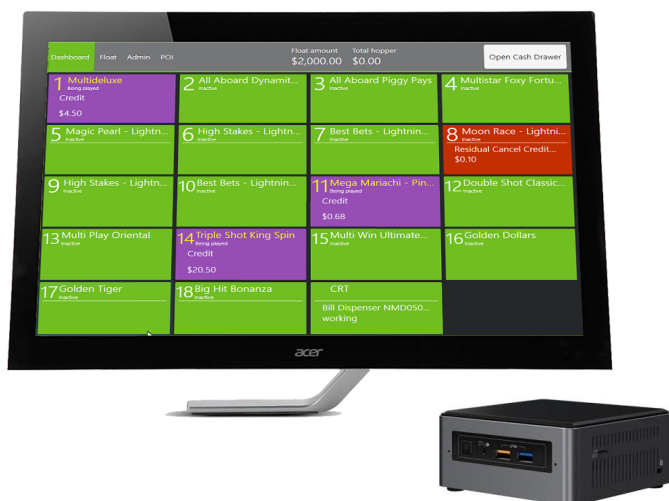 Dashboard Float Admin POI
Float amount Total hopper
$2,000.00 $0.00
Open Cash Drawer
1 Multideluxe
Being played
Credit
$4.50
2 All Aboard Dynamit...
Inactive
3 All Aboard Piggy Pays
Inactive
4 Multistar Foxy Fortu...
Inactive
5 Magic Pearl - Lightn...
Inactive
6 High Stakes - Lightn...
Inactive
7 Best Bets - Lightnin...
Inactive
8 Moon Race - Lightni...
Inactive
Residual Cancel Credit...
$0.10
9 High Stakes - Lightn...
Inactive
10 Best Bets - Lightnin...
Inactive
11 Mega Mariachi - Pin...
Being played
Credit
$0.68
12 Double Shot Classic...
Inactive
13 Multi Play Oriental
Inactive
14 Triple Shot King Spin
Being played
Credit
$20.50
15 Multi Win Ultimate...
Inactive
16 Golden Dollars
Inactive
17 Golden Tiger
Inactive
18 Big Hit Bonanza
Inactive
CRT
Bill Dispenser NMD050...
working
acer